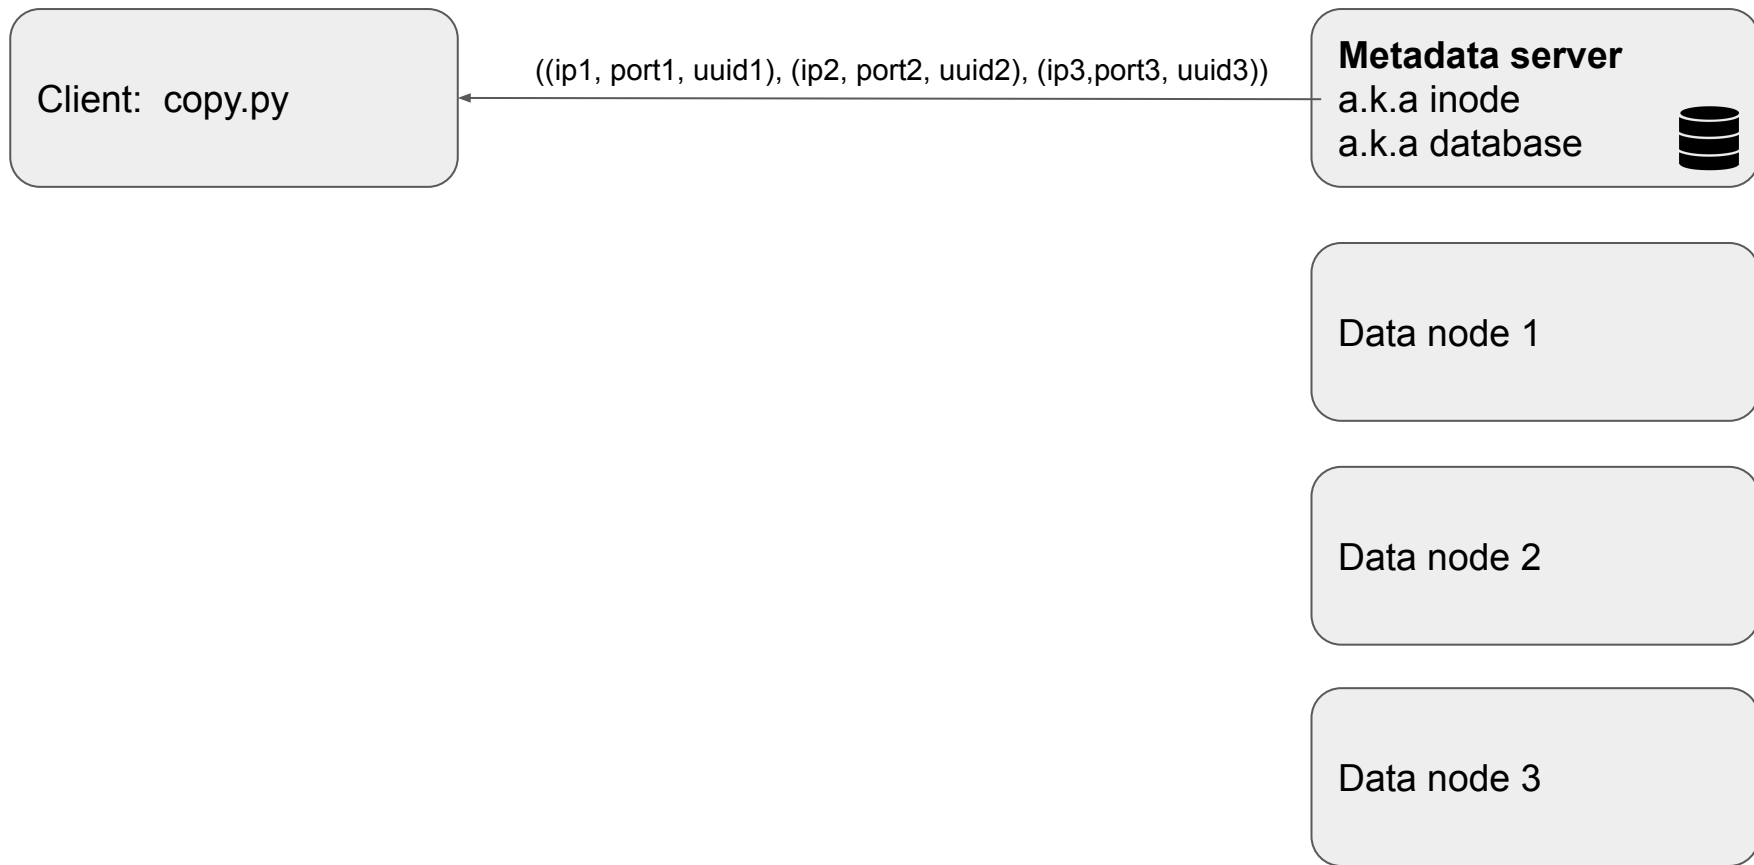 Client:  copy.py
((ip1, port1, uuid1), (ip2, port2, uuid2), (ip3,port3, uuid3))
Metadata server
a.k.a inode
a.k.a database
Data node 1
Data node 2
Data node 3